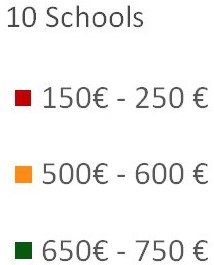 10 Schools
150€ - 250 €
500€ - 600 €
650€ - 750 €